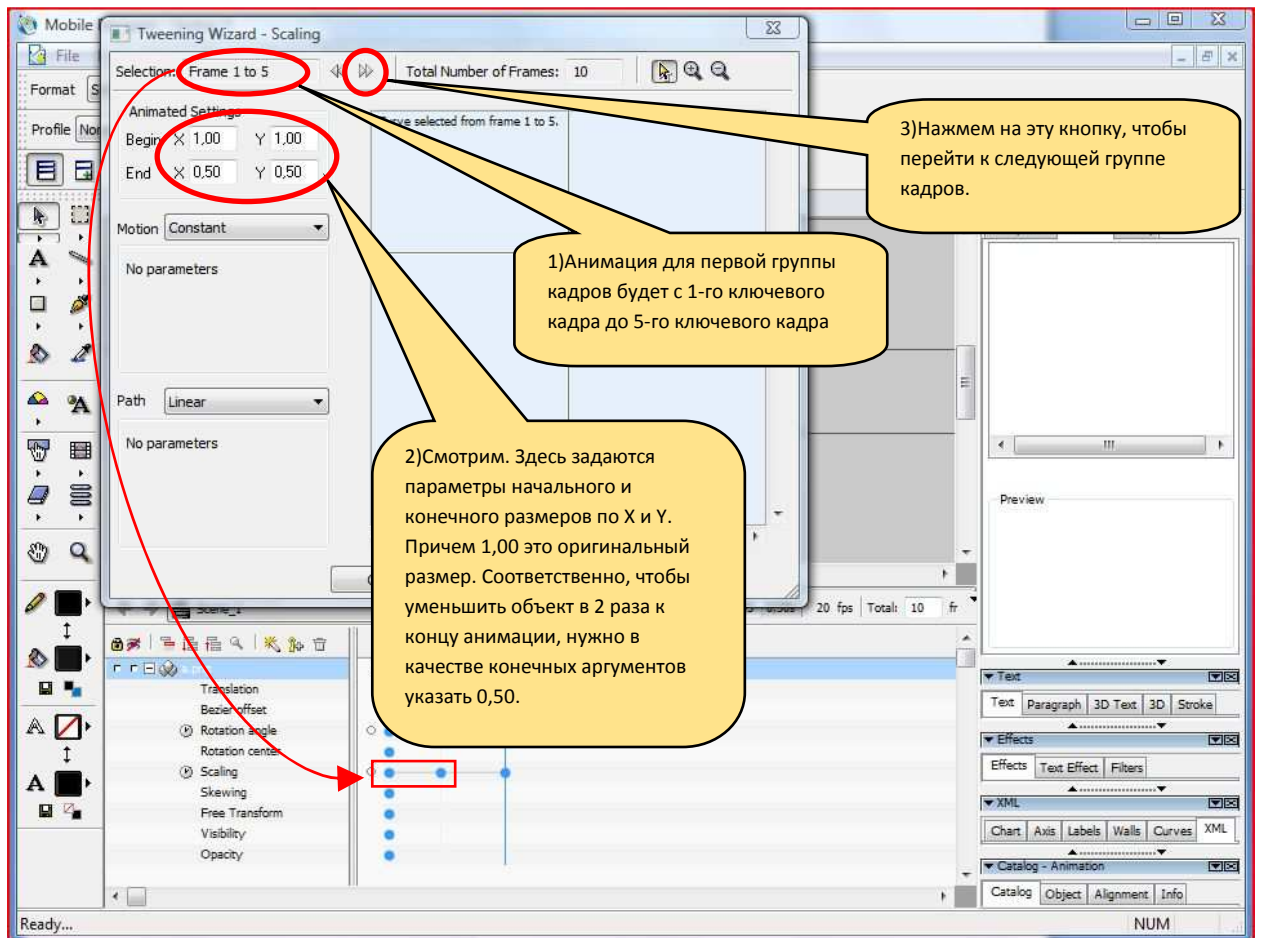 Mobile
Tweening Wizard - Scaling
File
Selection: Frame 1 to 5
Total Number of Frames: 10
Format S
Animated Settings
Profile Nor
Begin X 1,00 Y 1,00
End X 0,50 Y 0,50
selected from frame 1 to 5.
3)Нажмем на эту кнопку, чтобы
перейти к следующей группе
кадров.
Motion Constant
No parameters
1)Анимация для первой группы
кадров будет с 1-го ключевого
кадра до 5-го ключевого кадра
Path Linear
No parameters
2)Смотрим. Здесь задаются
параметры начального и
конечного размеров по X и Y.
Причем 1,00 это оригинальный
размер. Соответственно, чтобы
уменьшить объект в 2 раза к
концу анимации, нужно в
качестве конечных аргументов
указать 0,50.
Preview
Scene_1
20 fps Total: 10 fr
Translation
Bezier offset
Rotation angle
Rotation center
Scaling
Skewing
Free Transform
Visibility
Opacity
Text
Text Paragraph 3D Text 3D Stroke
Effects
Effects Text Effect Filters
XML
Chart Axis Labels Walls Curves XML
Catalog - Animation
Catalog Object Alignment Info
Ready...
NUM